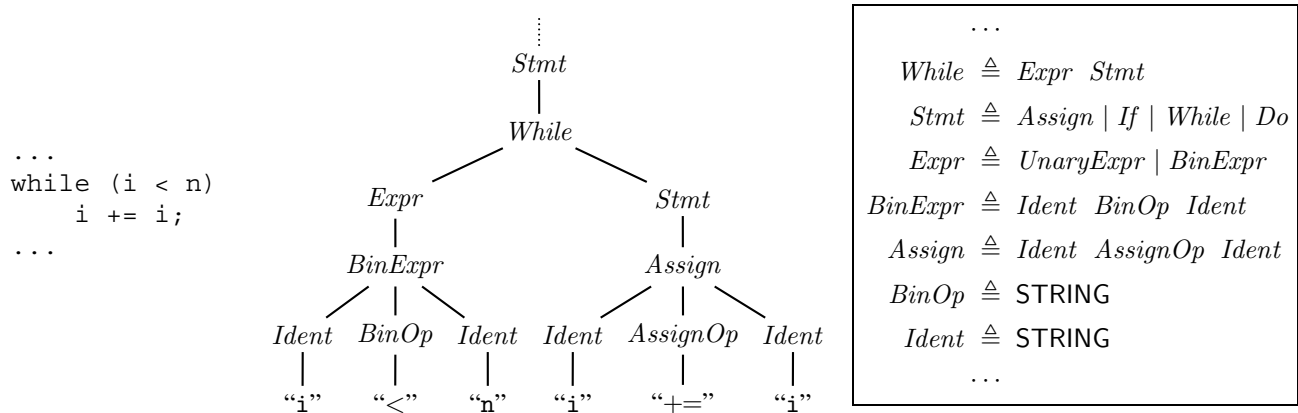 ...
while (i < n)
    i += i;
...
Stmt
While
Expr Stmt
BinExpr Assign
Ident BinOp Ident Ident AssignOp Ident
“i” “<” “n” “i” “+=” “i”
...
While ≜ Expr Stmt
Stmt ≜ Assign | If | While | Do
Expr ≜ UnaryExpr | BinExpr
BinExpr ≜ Ident BinOp Ident
Assign ≜ Ident AssignOp Ident
BinOp ≜ STRING
Ident ≜ STRING
...